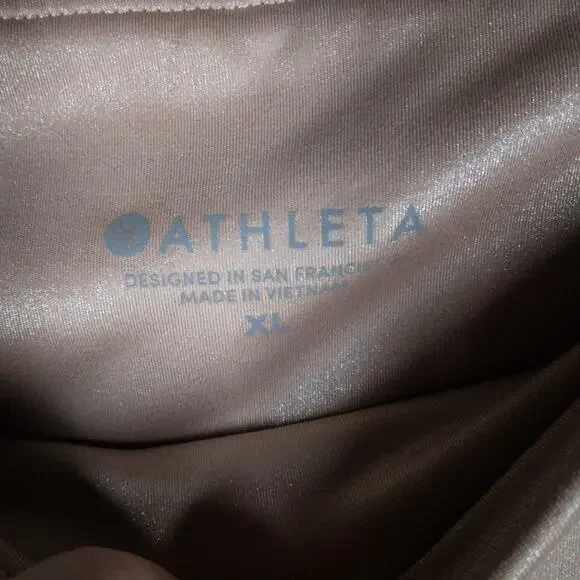 ATHLETA
DESIGNED IN SAN FRANCISCO
MADE IN VIETNAM
XL